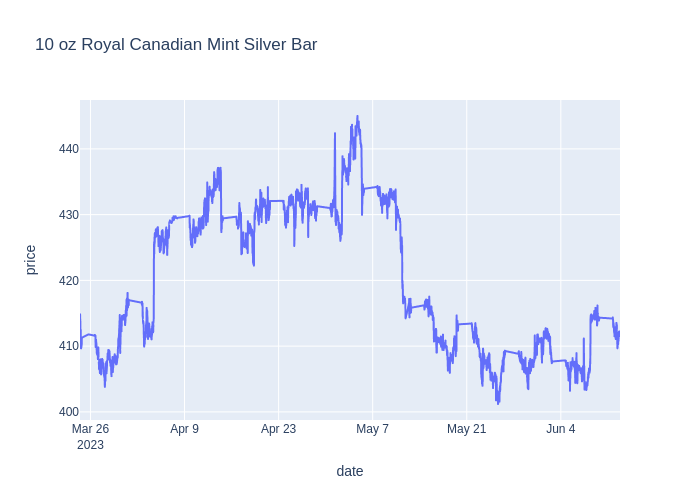 10 oz Royal Canadian Mint Silver Bar
price
440
430
420
410
400
Mar 26
2023
Apr 9
Apr 23
May 7
May 21
Jun 4
date